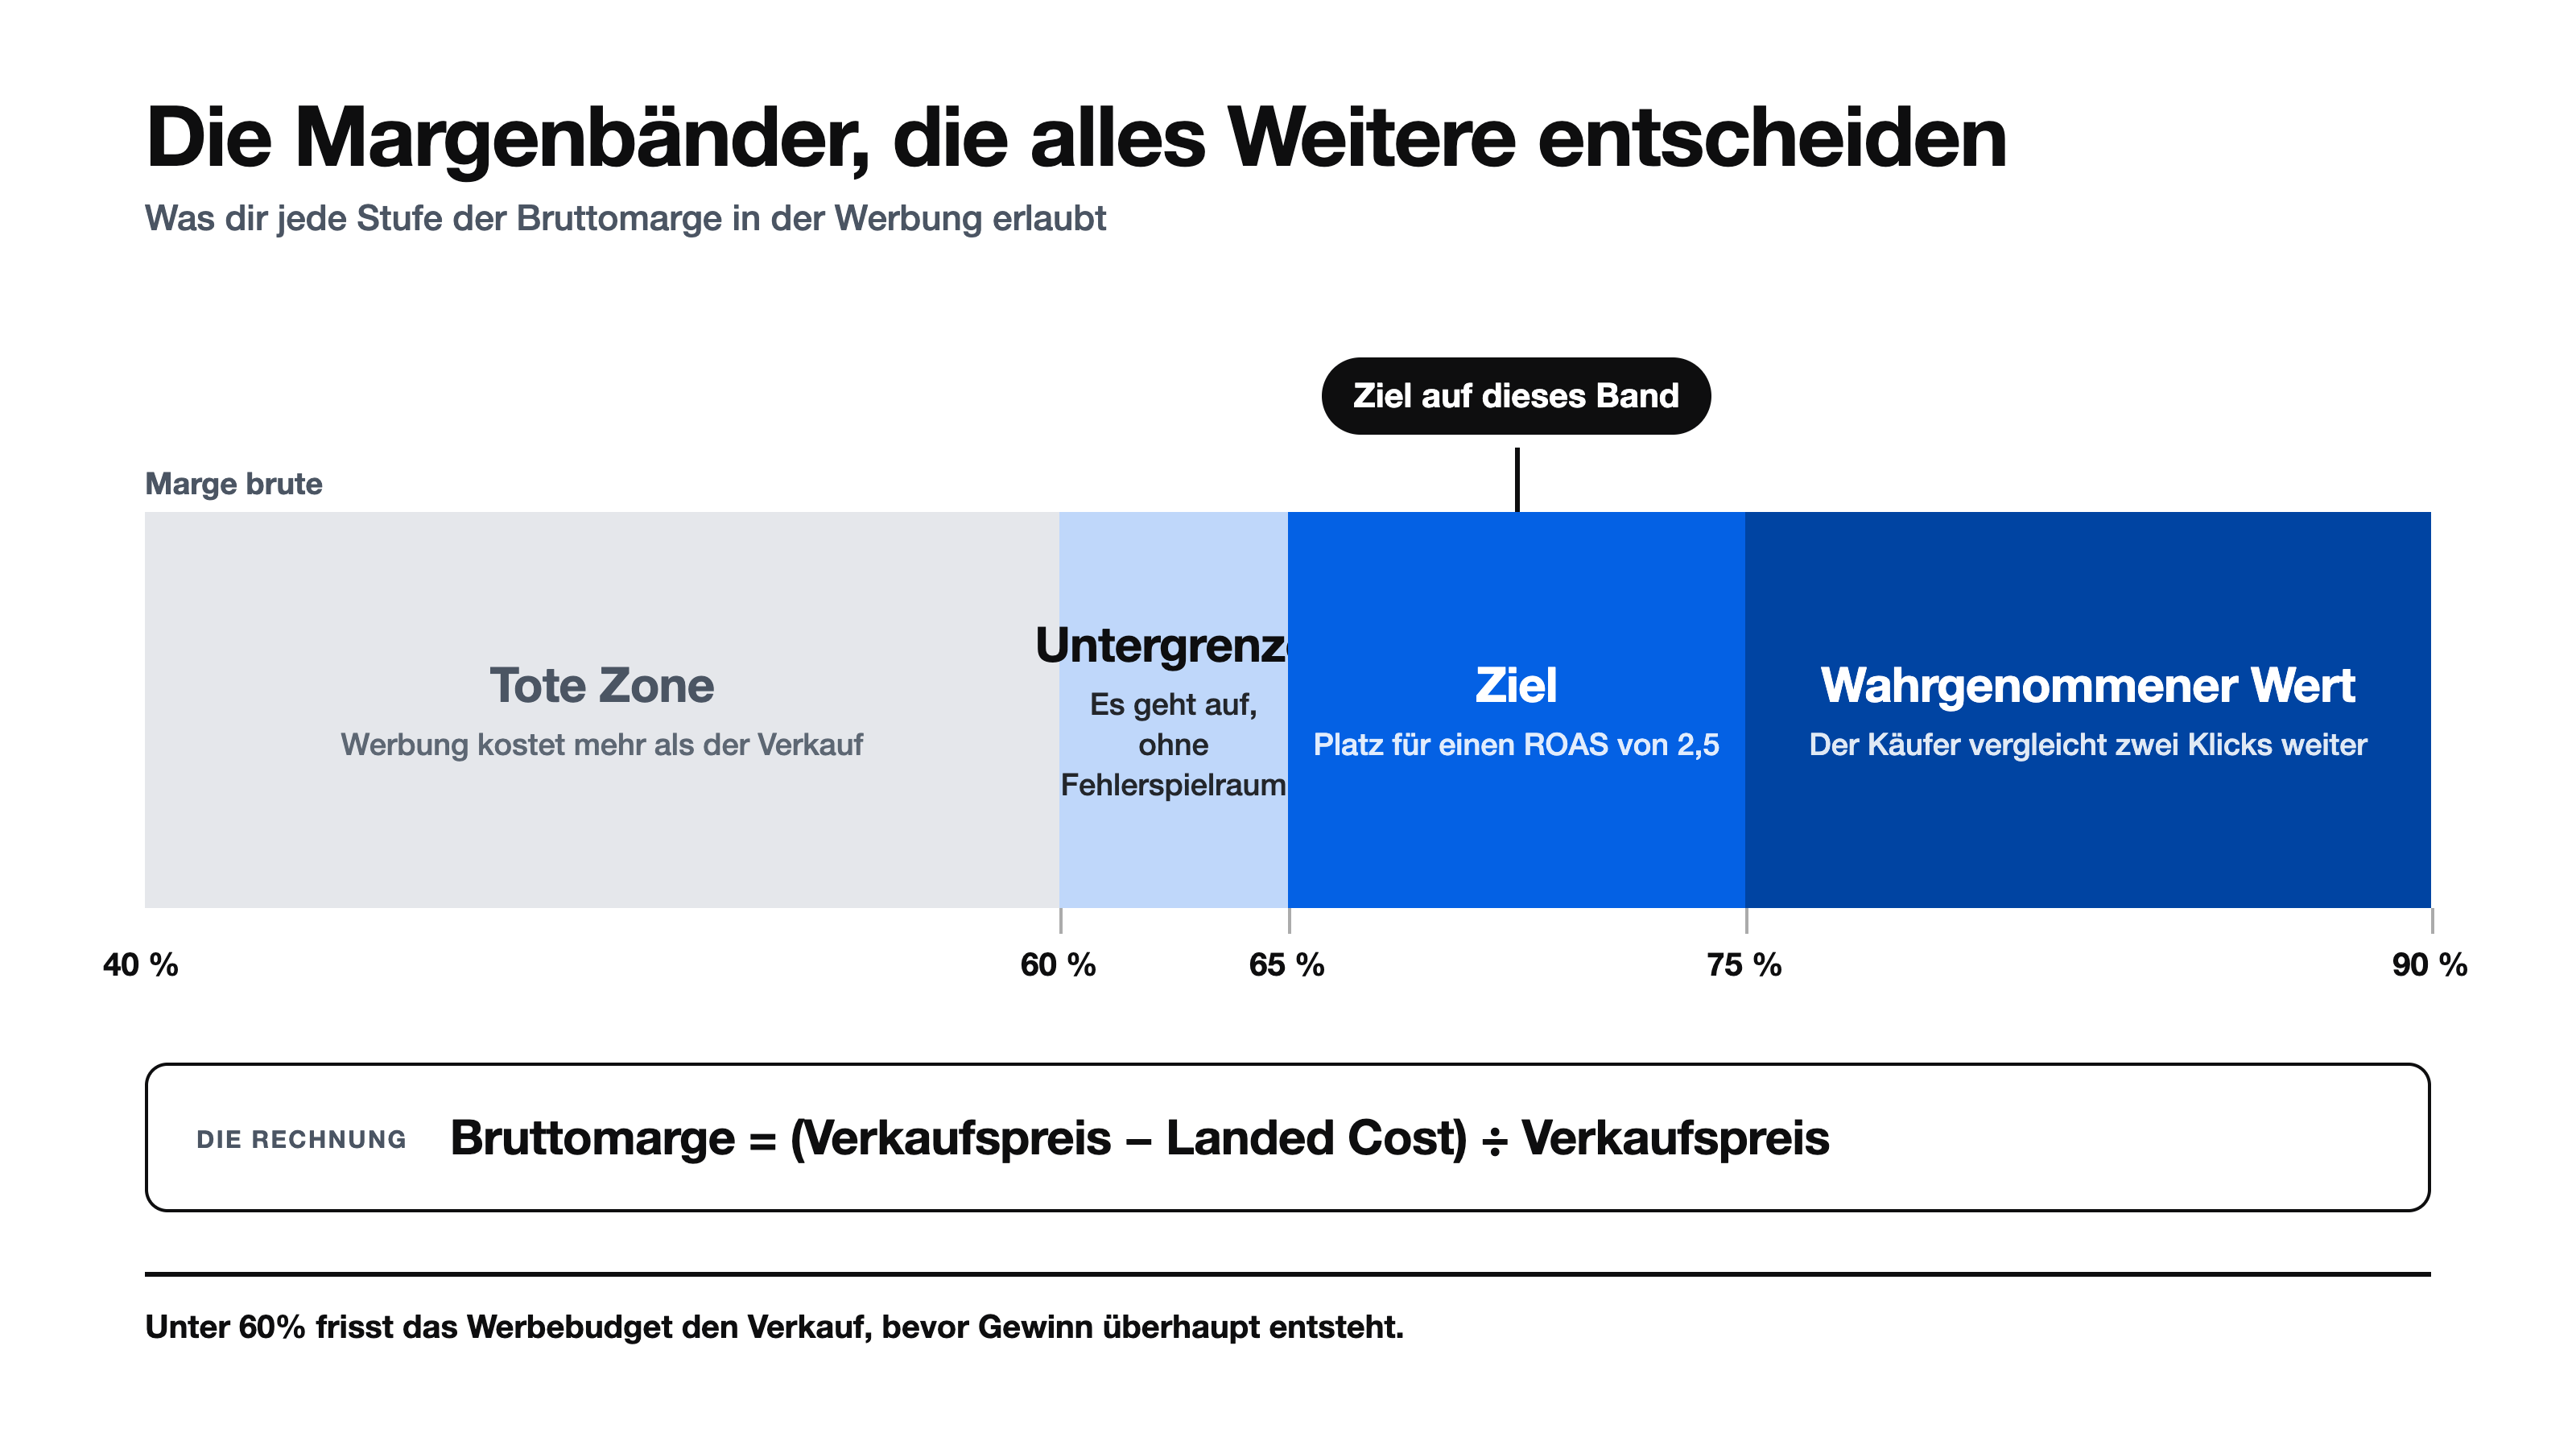 Die Margenbänder, die alles Weitere entscheiden
Was dir jede Stufe der Bruttomarge in der Werbung erlaubt
Ziel auf dieses Band
Marge brute
Tote Zone
Werbung kostet mehr als der Verkauf
Untergrenze
Es geht auf,
ohne
Fehlerspielraum
Ziel
Platz für einen ROAS von 2,5
Wahrgenommener Wert
Der Käufer vergleicht zwei Klicks weiter
40 %
60 %
65 %
75 %
90 %
DIE RECHNUNG
Bruttomarge = (Verkaufspreis – Landed Cost) ÷ Verkaufspreis
Unter 60% frisst das Werbebudget den Verkauf, bevor Gewinn überhaupt entsteht.